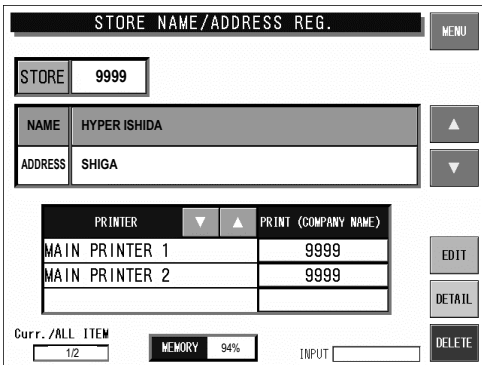 STORE NAME/ADDRESS REG.
MENU
STORE 9999
NAME HYPER ISHIDA
ADDRESS SHIGA
PRINTER PRINT (COMPANY NAME)
MAIN PRINTER 1 9999
MAIN PRINTER 2 9999
EDIT
DETAIL
Curr./ALL ITEM
1/2
MEMORY 94%
INPUT
DELETE